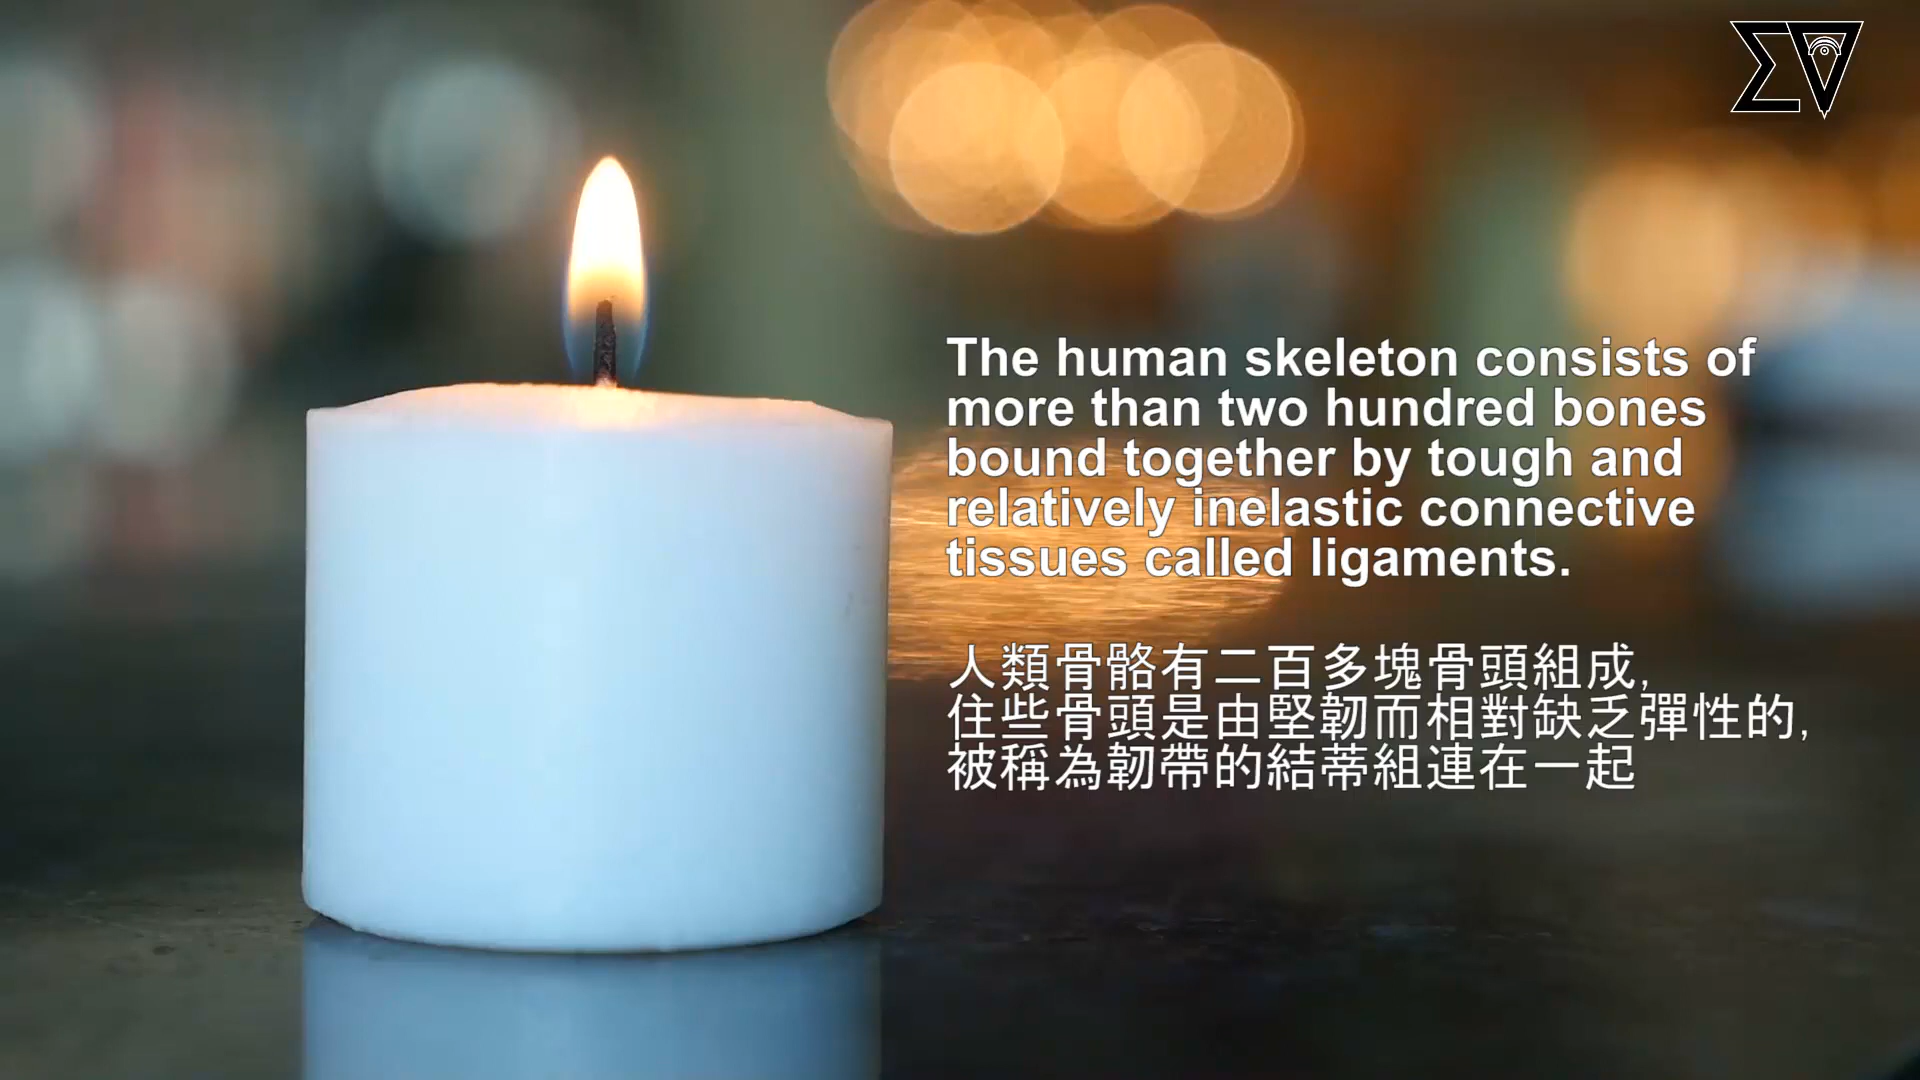 The human skeleton consists of
more than two hundred bones
bound together by tough and
relatively inelastic connective
tissues called ligaments.
人類骨骼有二百多塊骨頭組成,
住些骨頭是由堅韌而相對缺乏彈性的,
被稱為韌帶的結蒂組連在一起